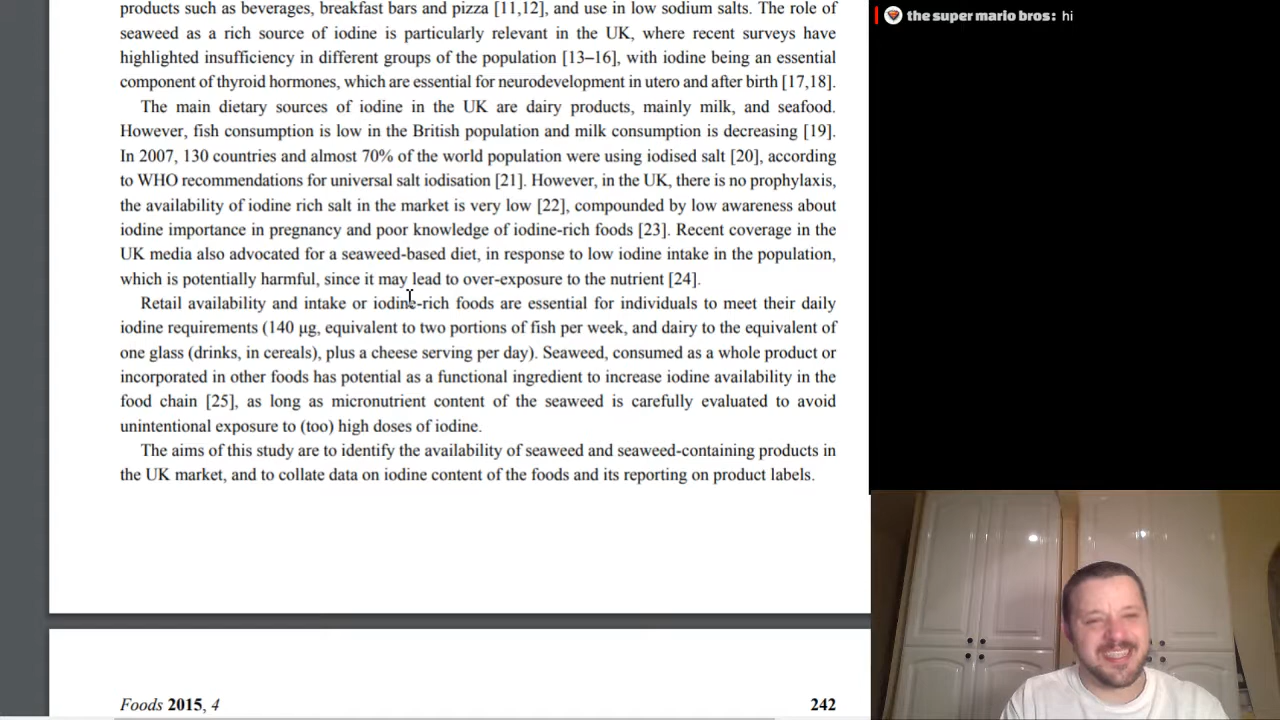 products such as beverages, breakfast bars and pizza [11,12], and use in low sodium salts. The role of
seaweed as a rich source of iodine is particularly relevant in the UK, where recent surveys have
highlighted insufficiency in different groups of the population [13–16], with iodine being an essential
component of thyroid hormones, which are essential for neurodevelopment in utero and after birth [17,18].
The main dietary sources of iodine in the UK are dairy products, mainly milk, and seafood.
However, fish consumption is low in the British population and milk consumption is decreasing [19].
In 2007, 130 countries and almost 70% of the world population were using iodised salt [20], according
to WHO recommendations for universal salt iodisation [21]. However, in the UK, there is no prophylaxis,
the availability of iodine rich salt in the market is very low [22], compounded by low awareness about
iodine importance in pregnancy and poor knowledge of iodine-rich foods [23]. Recent coverage in the
UK media also advocated for a seaweed-based diet, in response to low iodine intake in the population,
which is potentially harmful, since it may lead to over-exposure to the nutrient [24].
Retail availability and intake or iodine-rich foods are essential for individuals to meet their daily
iodine requirements (140 μg, equivalent to two portions of fish per week, and dairy to the equivalent of
one glass (drinks, in cereals), plus a cheese serving per day). Seaweed, consumed as a whole product or
incorporated in other foods has potential as a functional ingredient to increase iodine availability in the
food chain [25], as long as micronutrient content of the seaweed is carefully evaluated to avoid
unintentional exposure to (too) high doses of iodine.
The aims of this study are to identify the availability of seaweed and seaweed-containing products in
the UK market, and to collate data on iodine content of the foods and its reporting on product labels.
Foods 2015, 4
242
the super mario bros: hi